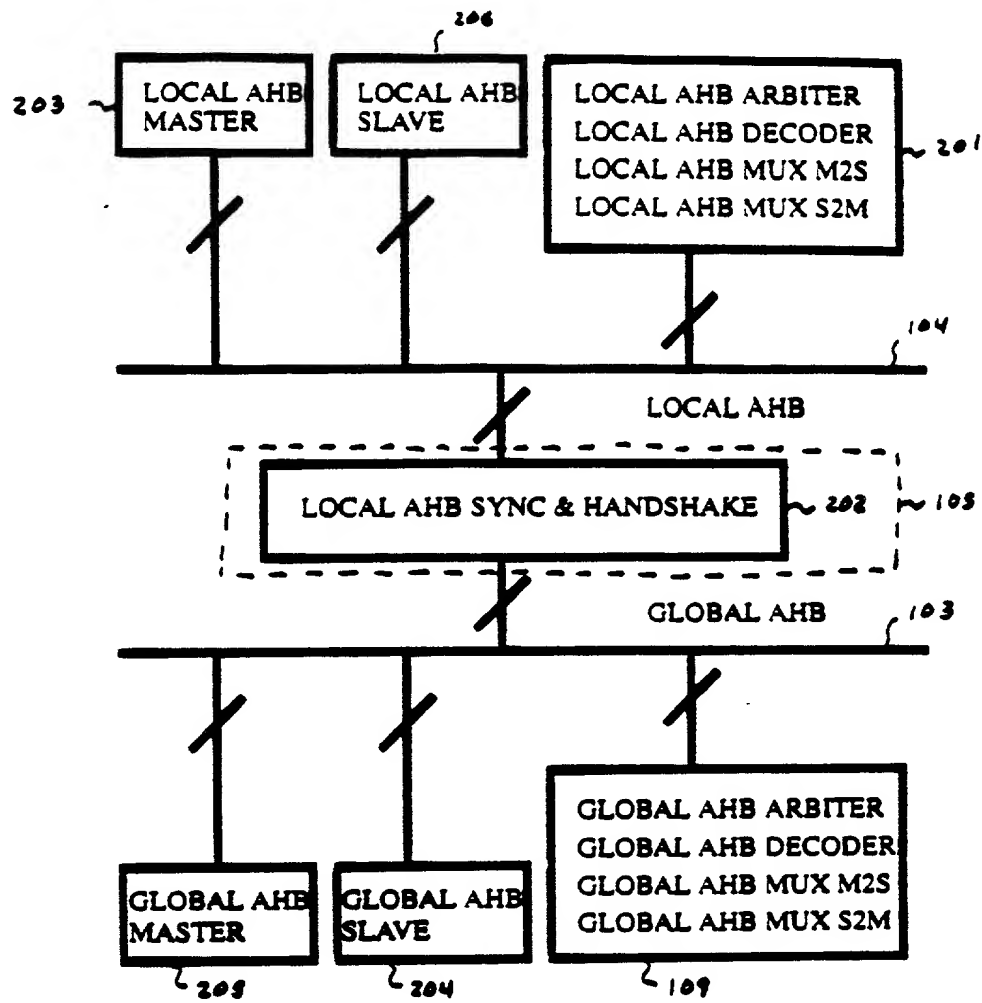 206
203
LOCAL AHB
MASTER
LOCAL AHB
SLAVE
LOCAL AHB ARBITER
LOCAL AHB DECODER
LOCAL AHB MUX M2S
LOCAL AHB MUX S2M
201
104
LOCAL AHB
LOCAL AHB SYNC & HANDSHAKE
202
105
GLOBAL AHB
103
GLOBAL AHB
MASTER
GLOBAL AHB
SLAVE
GLOBAL AHB ARBITER
GLOBAL AHB DECODER
GLOBAL AHB MUX M2S
GLOBAL AHB MUX S2M
205
204
109